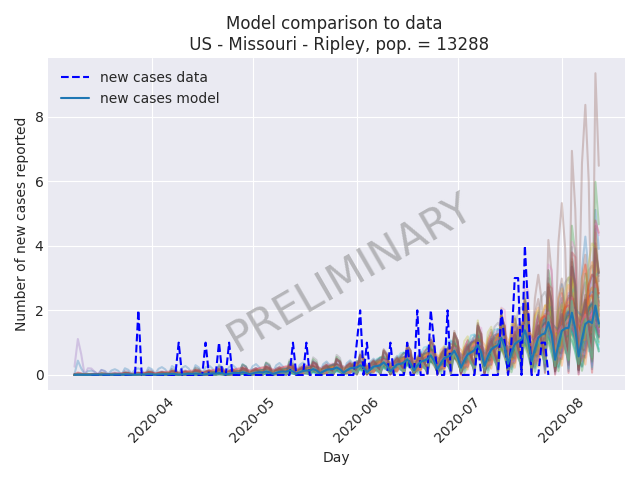 Model comparison to data
US - Missouri - Ripley, pop. = 13288
new cases data
new cases model
Number of new cases reported
8
6
4
2
0
PRELIMINARY
2020-04
2020-05
2020-06
2020-07
2020-08
Day